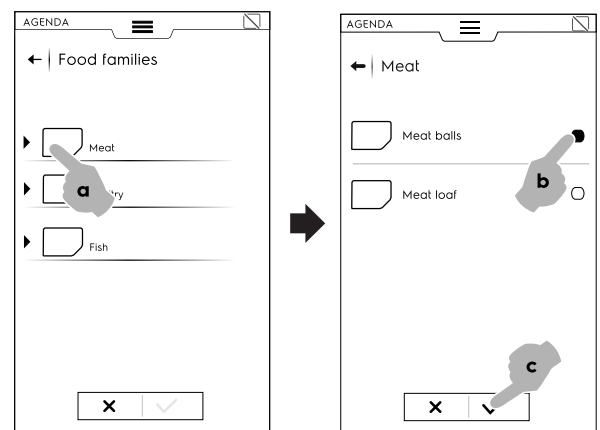 AGENDA
Food families
Meat
a
Fish
AGENDA
Meat
Meat balls
b
Meat loaf
c